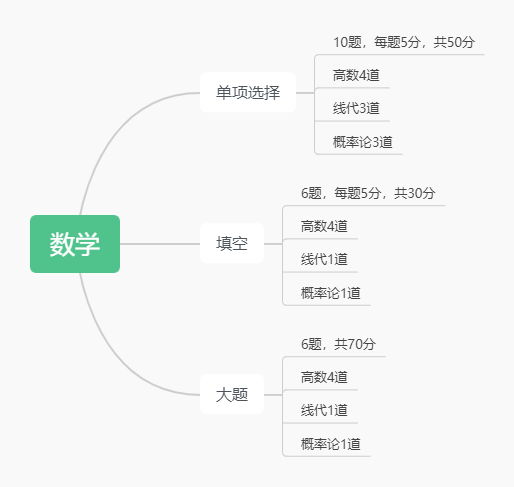 数学
单项选择
10题，每题5分，共50分
高数4道
线代3道
概率论3道
填空
6题，每题5分，共30分
高数4道
线代1道
概率论1道
大题
6题，共70分
高数4道
线代1道
概率论1道